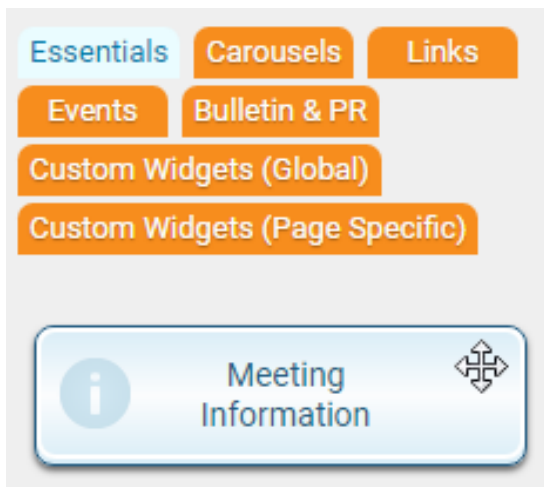 Essentials Carousels Links
Events Bulletin & PR
Custom Widgets (Global)
Custom Widgets (Page Specific)
Meeting
Information